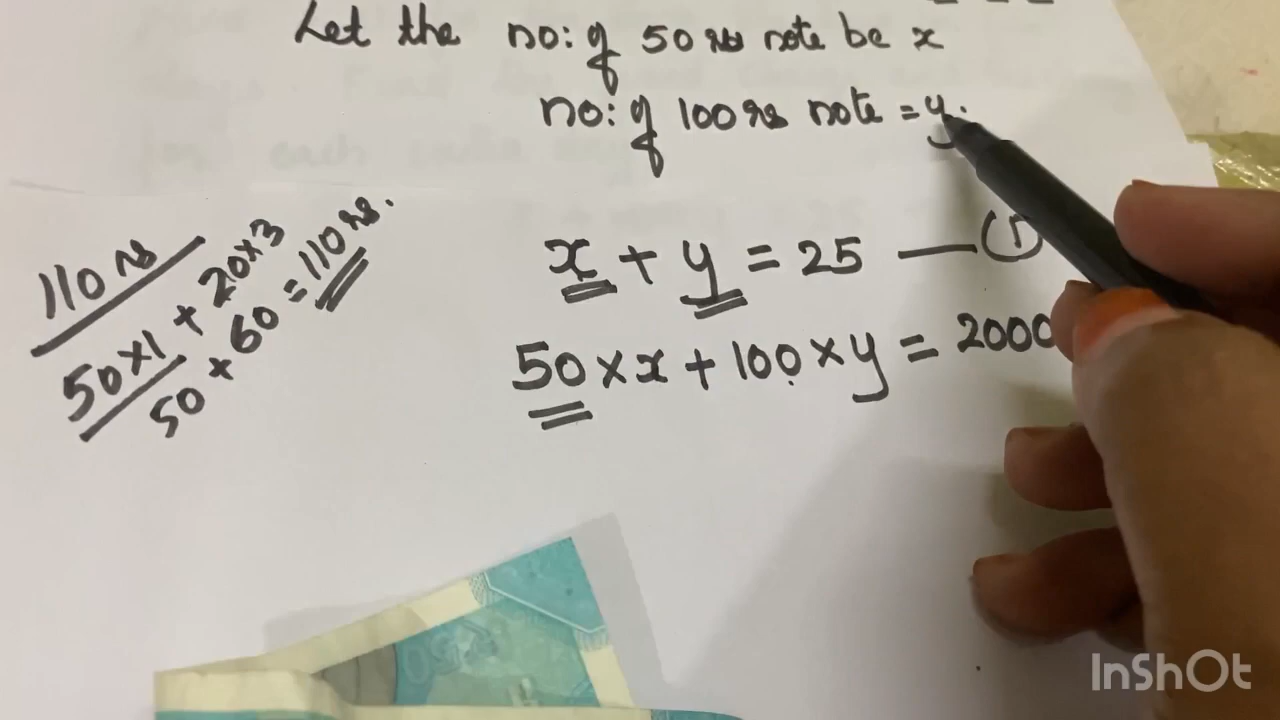 Let the no: of 50 rs note be x
no: of 100 rs note = y.
110 rs
50×1 + 20×3
50 + 60 = 110 rs.
x + y = 25 — ①
50 × x + 100 × y = 2000
InShOt